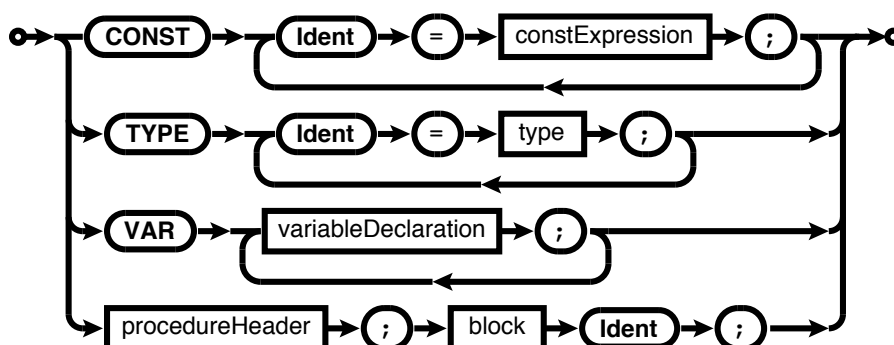 CONST Ident = constExpression ;
TYPE Ident = type ;
VAR variableDeclaration ;
procedureHeader ; block Ident ;